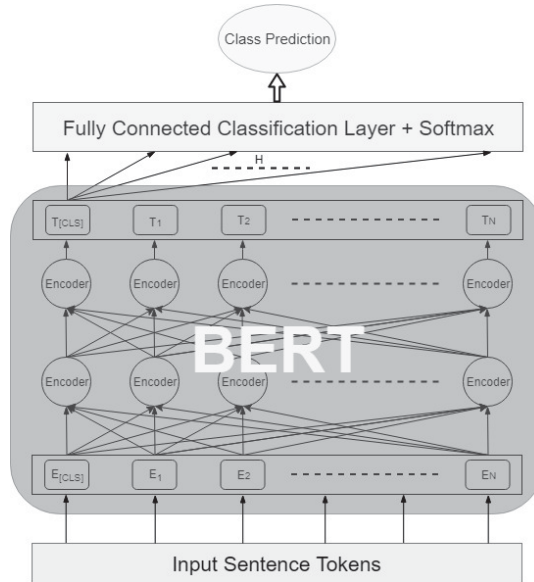 Class Prediction
Fully Connected Classification Layer + Softmax
H
T[CLS] T1 T2 TN
Encoder Encoder Encoder Encoder
BERT
Encoder Encoder Encoder Encoder
E[CLS] E1 E2 EN
Input Sentence Tokens